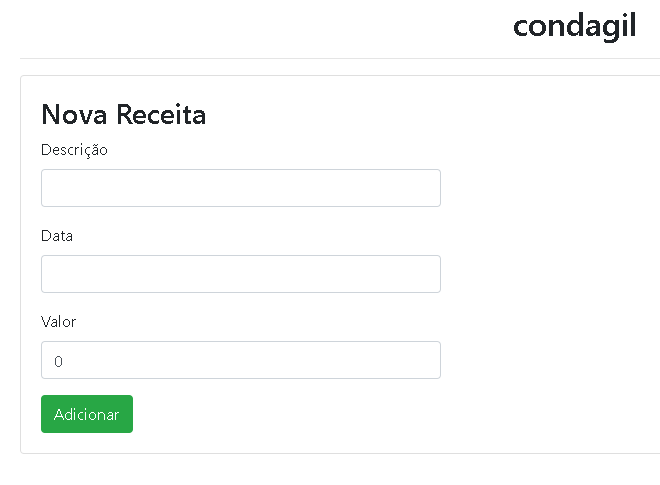 condagil
Nova Receita
Descrição
Data
Valor
0
Adicionar